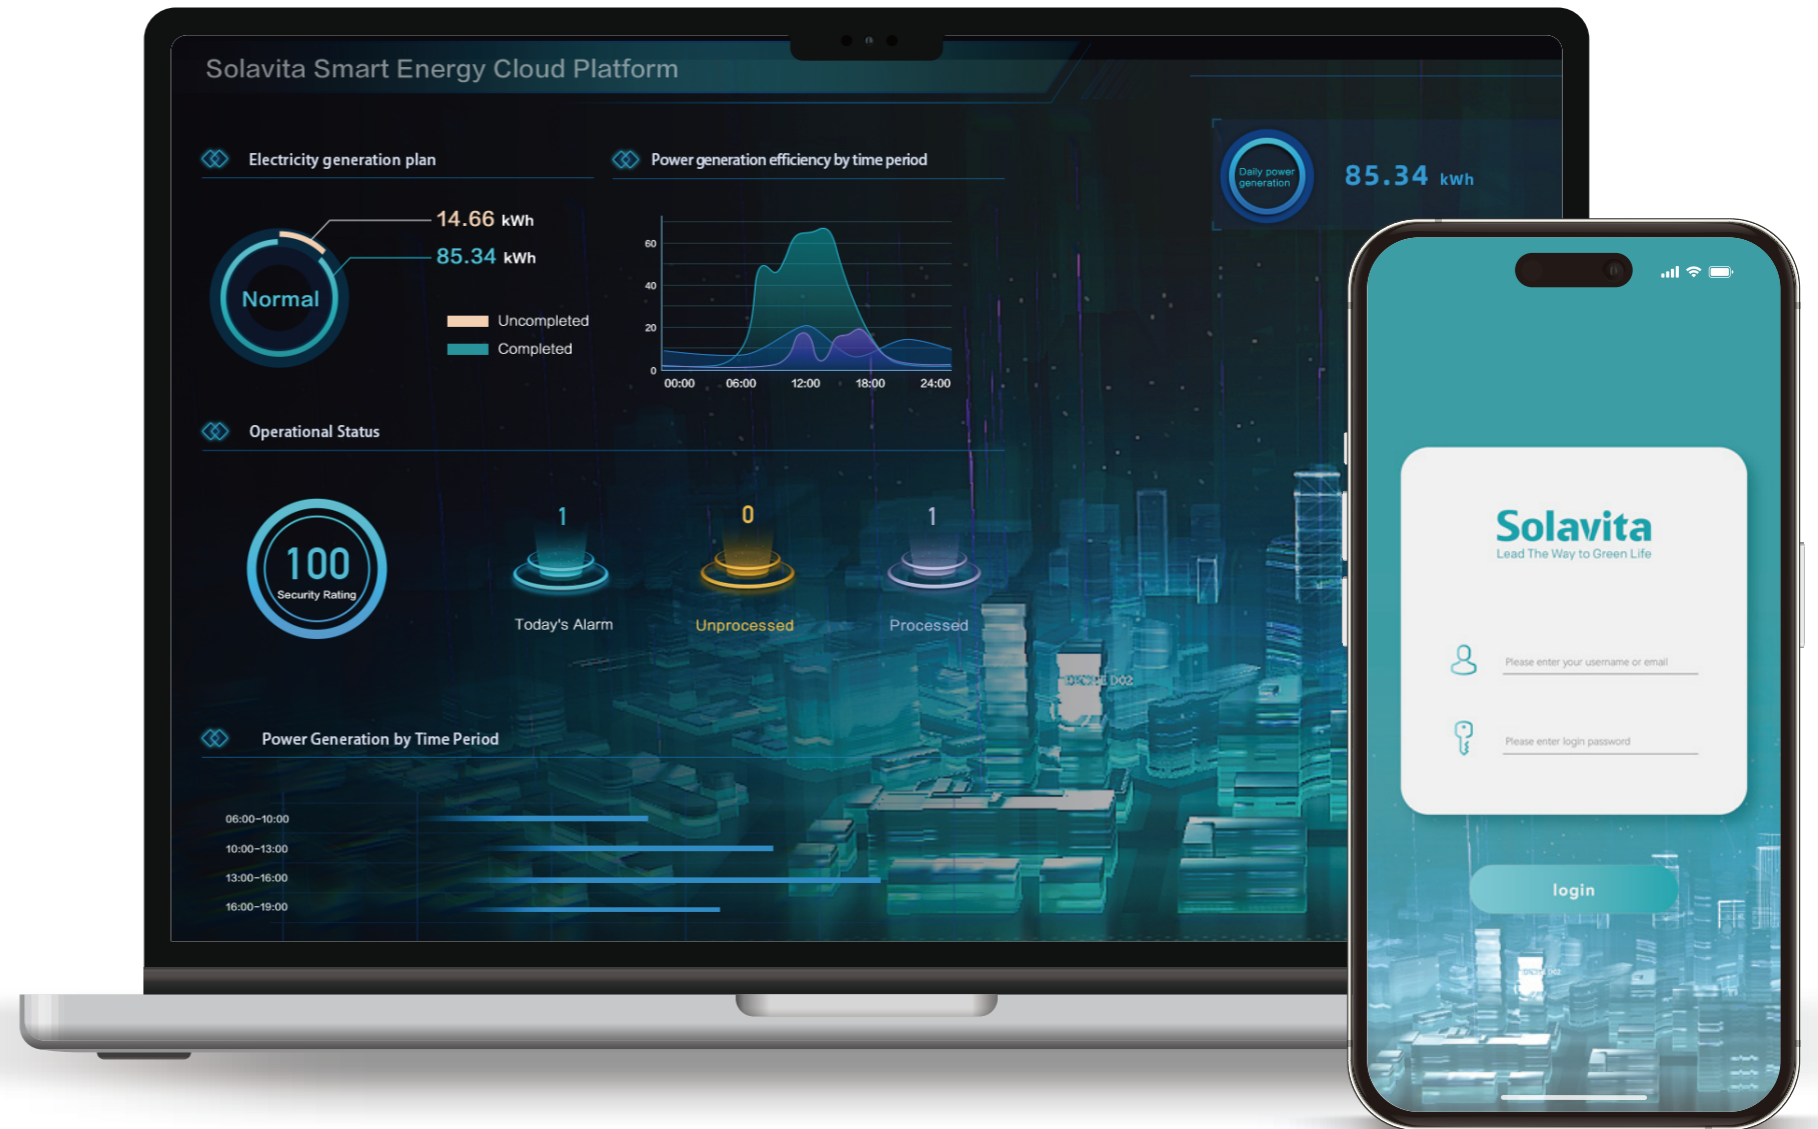 Solavita Smart Energy Cloud Platform
Electricity generation plan
14.66 kWh
85.34 kWh
Normal
Uncompleted
Completed
Power generation efficiency by time period
60
40
20
0
00:00 06:00 12:00 18:00 24:00
Daily power
generation
85.34 kWh
Operational Status
100
Security Rating
1
Today's Alarm
0
Unprocessed
1
Processed
D02
Power Generation by Time Period
06:00-10:00
10:00-13:00
13:00-16:00
16:00-19:00
Solavita
Lead The Way to Green Life
Please enter your username or email
Please enter login password
login
D02